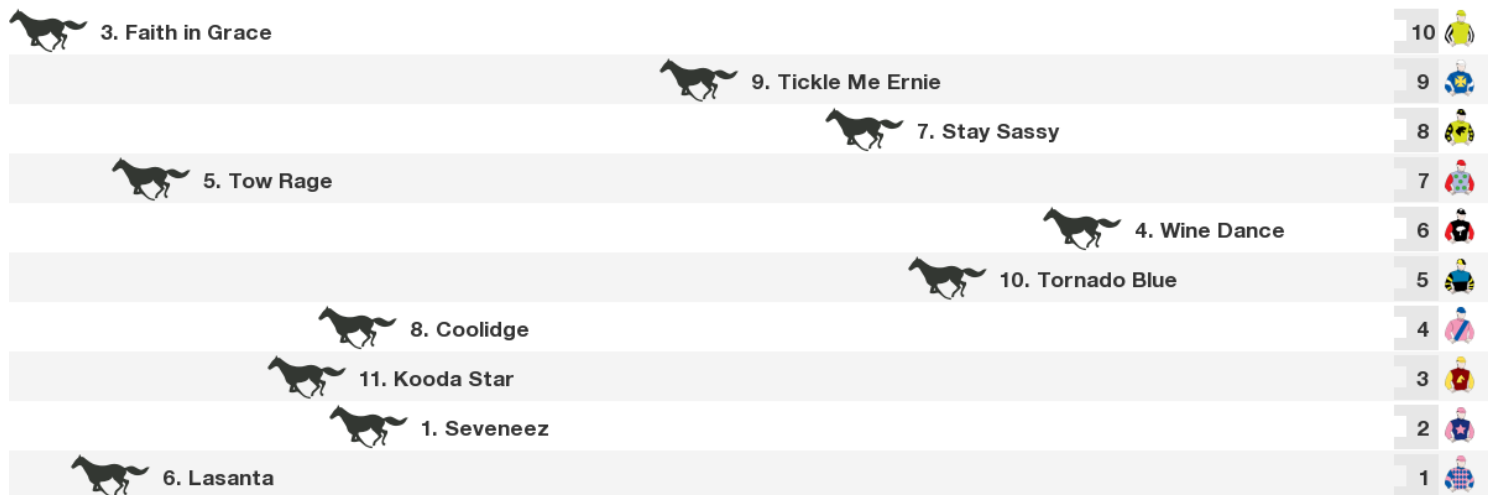 3. Faith in Grace 10
9. Tickle Me Ernie 9
7. Stay Sassy 8
5. Tow Rage 7
4. Wine Dance 6
10. Tornado Blue 5
8. Coolidge 4
11. Kooda Star 3
1. Seveneez 2
6. Lasanta 1